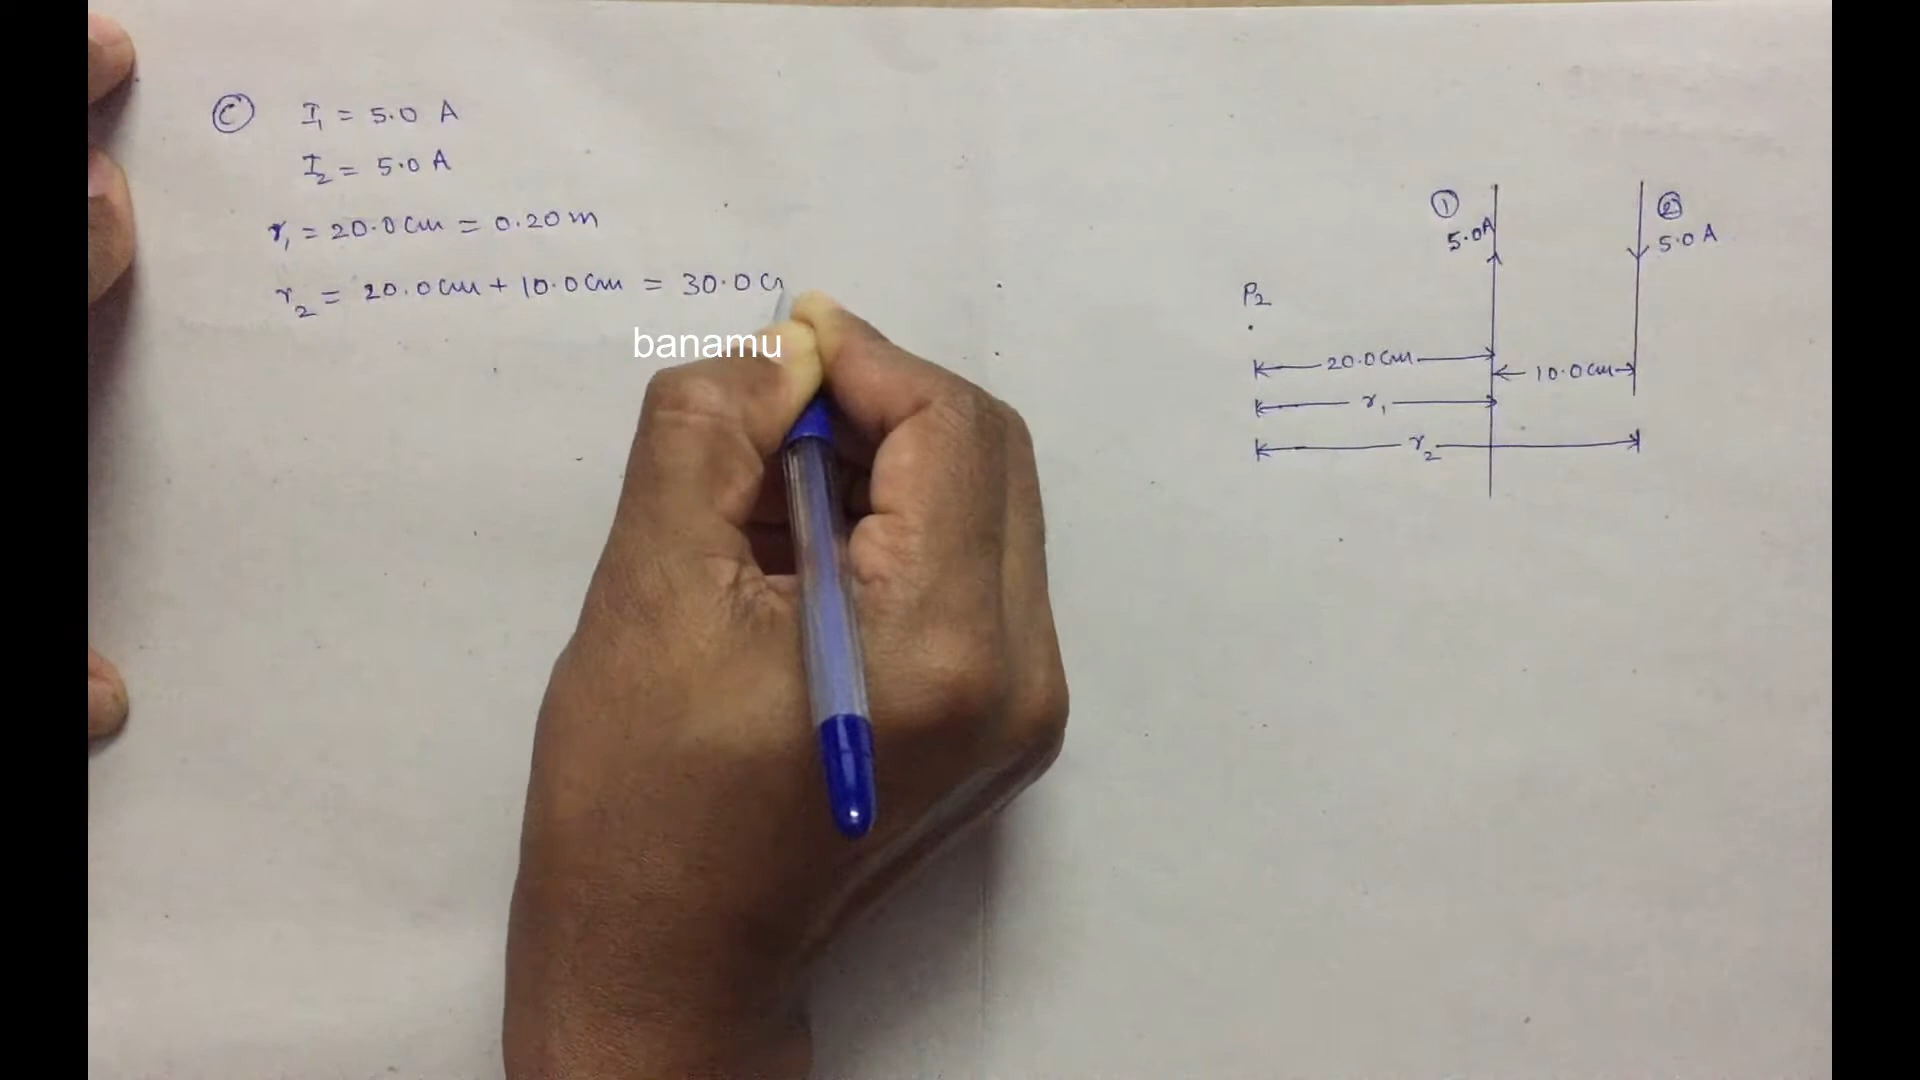 C I₁ = 5.0 A
I₂ = 5.0 A
r₁ = 20.0 cm = 0.20 m
r₂ = 20.0 cm + 10.0 cm = 30.0 c
banamu
1 2
5.0A 5.0 A
P₂
20.0 cm 10.0 cm
r₁
r₂